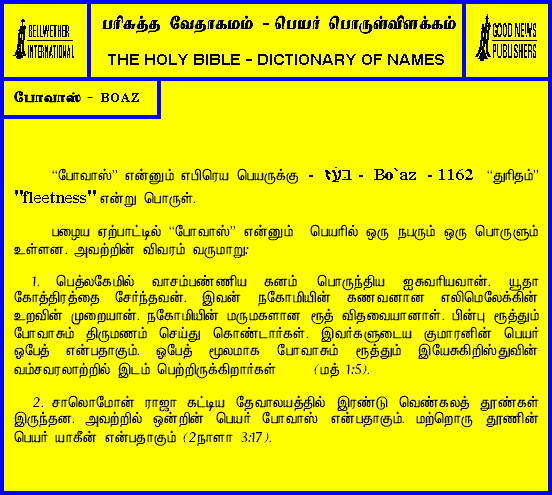 BELLWETHER
INTERNATIONAL
பரிசுத்த வேதாகமம் - பெயர் பொருள்விளக்கம்
THE HOLY BIBLE - DICTIONARY OF NAMES
GOOD NEWS
PUBLISHERS
போவாஸ் - BOAZ
“போவாஸ்” என்னும் எபிரெய பெயருக்கு - - Bo`az - 1162 “துரிதம்”
"fleetness" என்று பொருள்.
பழைய ஏற்பாட்டில் “போவாஸ்” என்னும் பெயரில் ஒரு நபரும் ஒரு பொருளும்
உள்ளன. அவற்றின் விவரம் வருமாறு:
1. பெத்லகேமில் வாசம்பண்ணிய கனம் பொருந்திய ஐசுவரியவான். யூதா
கோத்திரத்தை சேர்ந்தவன். இவன் நகோமியின் கணவனான எலிமெலேக்கின்
உறவின் முறையான். நகோமியின் மருமகளான ரூத் விதவையானாள். பின்பு ரூத்தும்
போவாசும் திருமணம் செய்து கொண்டார்கள். இவர்களுடைய குமாரனின் பெயர்
ஓபேத் என்பதாகும். ஓபேத் மூலமாக போவாசும் ரூத்தும் இயேசுகிறிஸ்துவின்
வம்சவரலாற்றில் இடம் பெற்றிருக்கிறார்கள் (மத் 1:5).
2. சாலொமோன் ராஜா கட்டிய தேவாலயத்தில் இரண்டு வெண்கலத் தூண்கள்
இருந்தன. அவற்றில் ஒன்றின் பெயர் போவாஸ் என்பதாகும். மற்றொரு தூணின்
பெயர் யாகீன் என்பதாகும் (2நாளா 3:17).